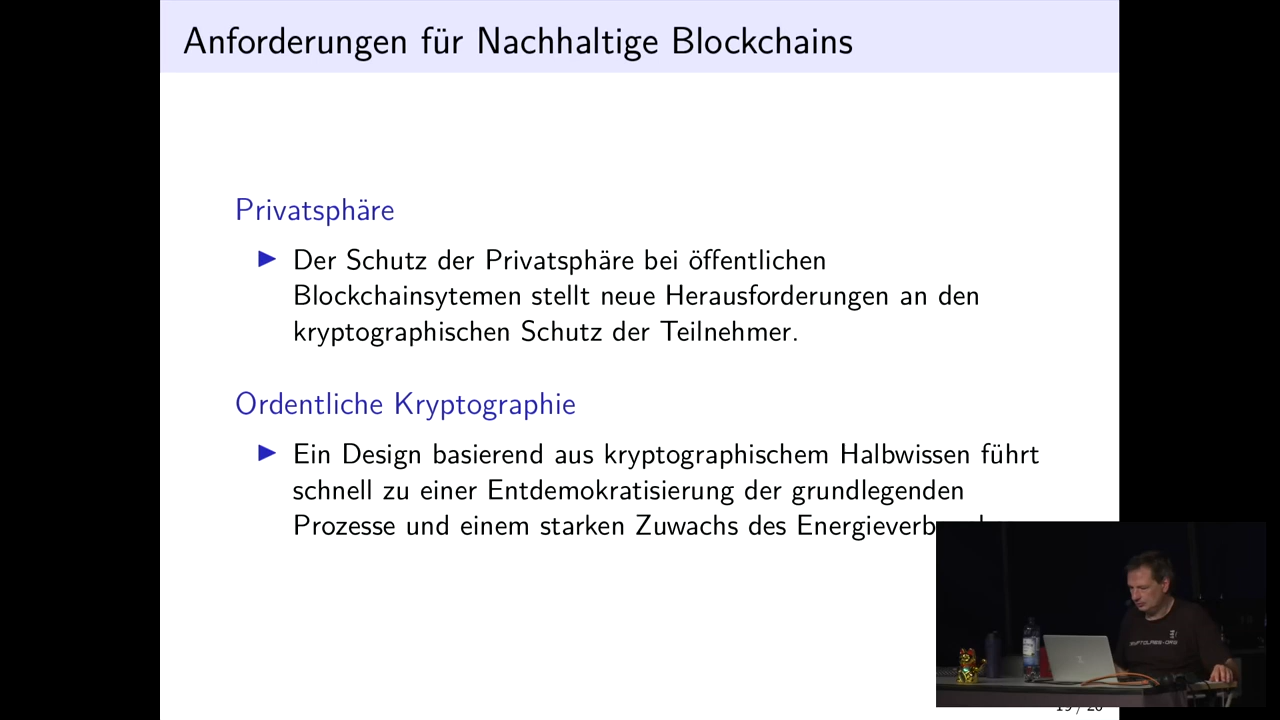 Anforderungen für Nachhaltige Blockchains
Privatsphäre
Der Schutz der Privatsphäre bei öffentlichen
Blockchainsytemen stellt neue Herausforderungen an den
kryptographischen Schutz der Teilnehmer.
Ordentliche Kryptographie
Ein Design basierend aus kryptographischem Halbwissen führt
schnell zu einer Entdemokratisierung der grundlegenden
Prozesse und einem starken Zuwachs des